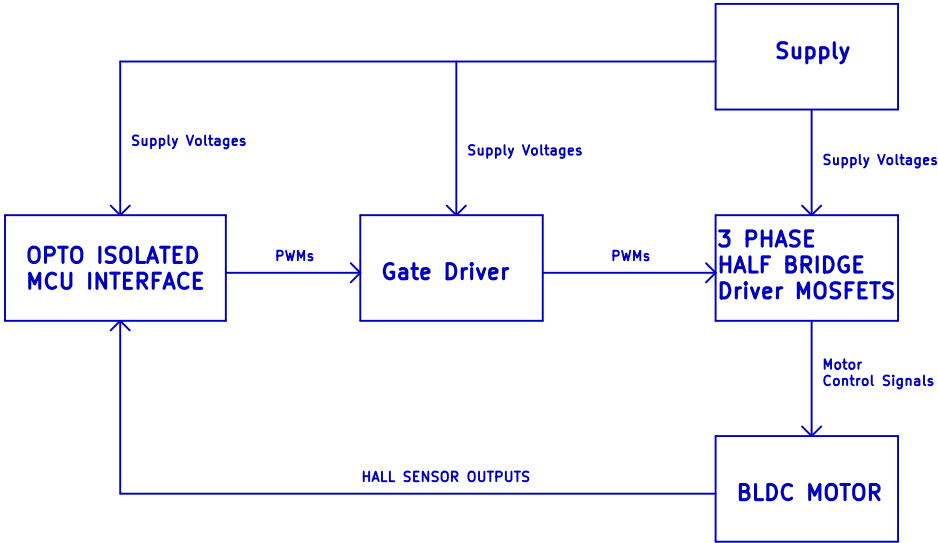 Supply
Supply Voltages
Supply Voltages
Supply Voltages
OPTO ISOLATED
MCU INTERFACE
PWMs
Gate Driver
PWMs
3 PHASE
HALF BRIDGE
Driver MOSFETS
Motor
Control Signals
HALL SENSOR OUTPUTS
BLDC MOTOR